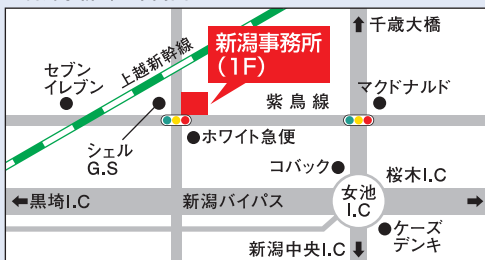 千歳大橋
新潟事務所
(1F)
上越新幹線
セブン
イレブン
マクドナルド
紫鳥線
シェル
G.S
ホワイト急便
コバック
桜木I.C
黒埼I.C
新潟バイパス
女池
I.C
ケーズ
デンキ
新潟中央I.C